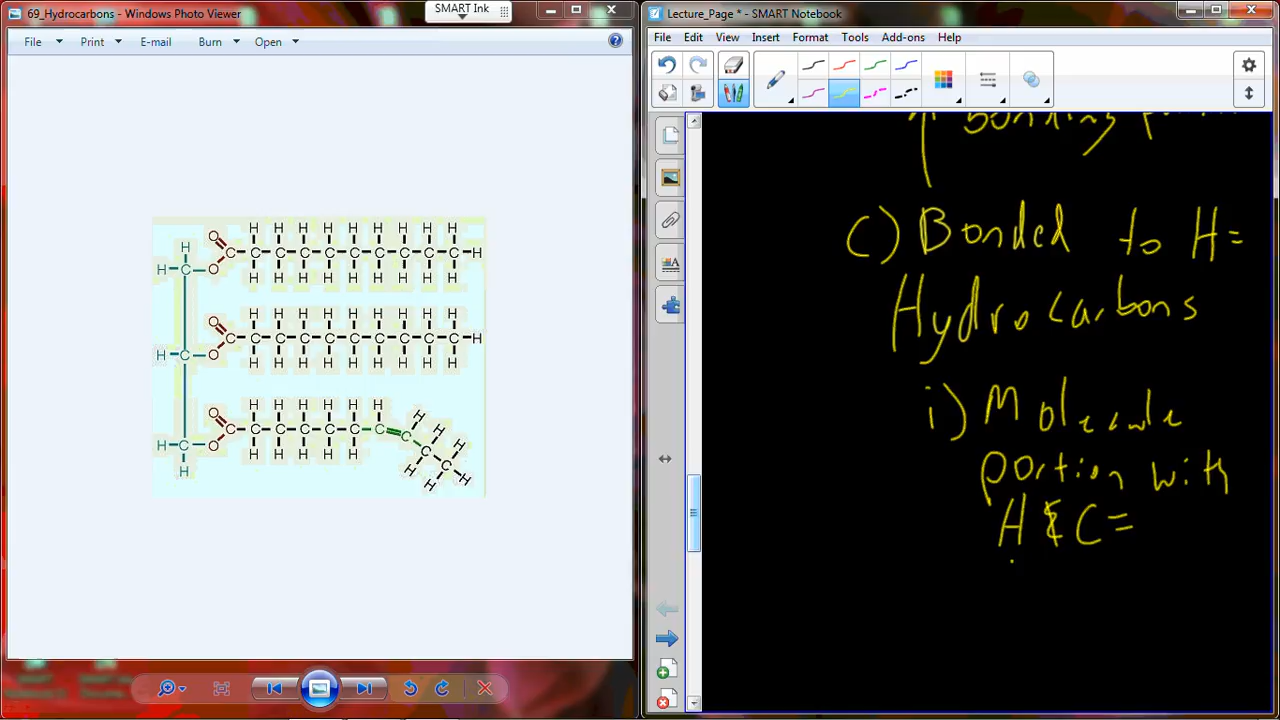 69_Hydrocarbons - Windows Photo Viewer
SMART Ink
File Print E-mail Burn Open
H H H H H H H H H
O
H
C C C C C C C C C C H
H C O
H H H H H H H H H
H H H H H H H H H
O
C C C C C C C C C C H
H C O
H H H H H H H H H
H H H H H H
O H
H
C C C C C C C C H
C
H C O C H
H H H H H H
H H
Lecture_Page * - SMART Notebook
File Edit View Insert Format Tools Add-ons Help
Bonding
C) Bonded to H =
Hydrocarbons
i) Molecule
portion with
H & C =